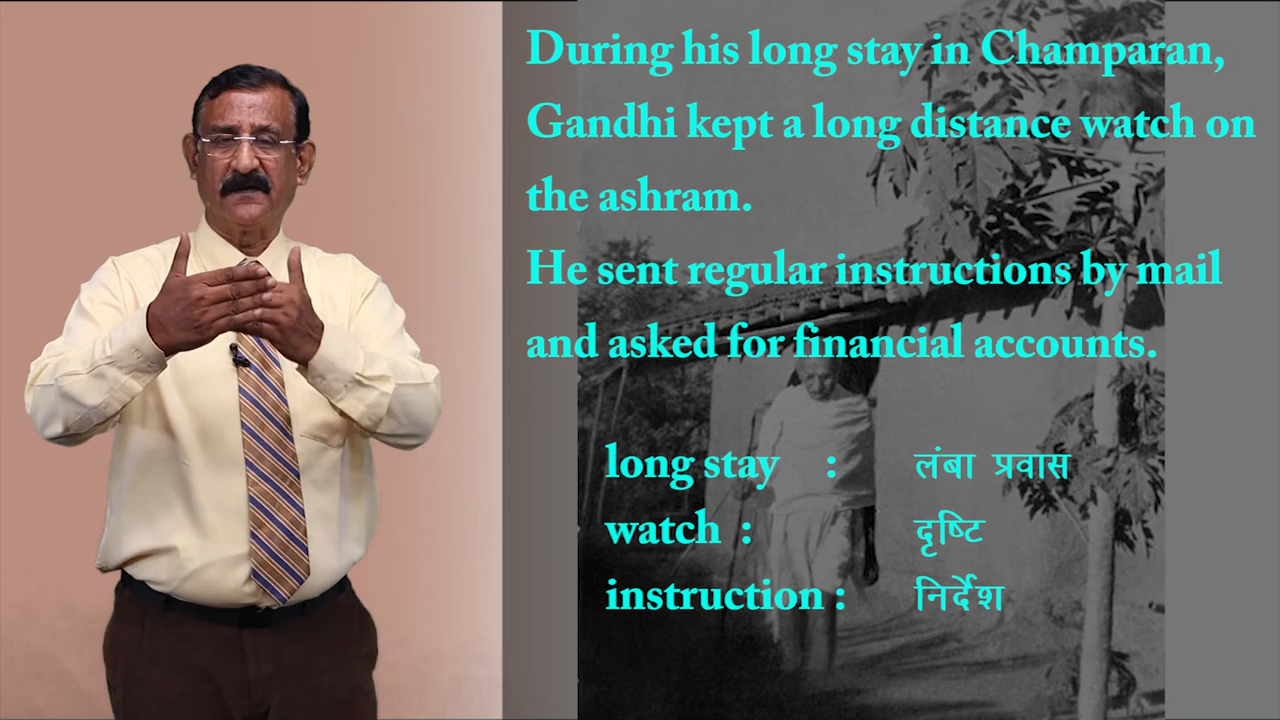 During his long stay in Champaran,
Gandhi kept a long distance watch on
the ashram.
He sent regular instructions by mail
and asked for financial accounts.
long stay : लंबा प्रवास
watch : दृष्टि
instruction : निर्देश